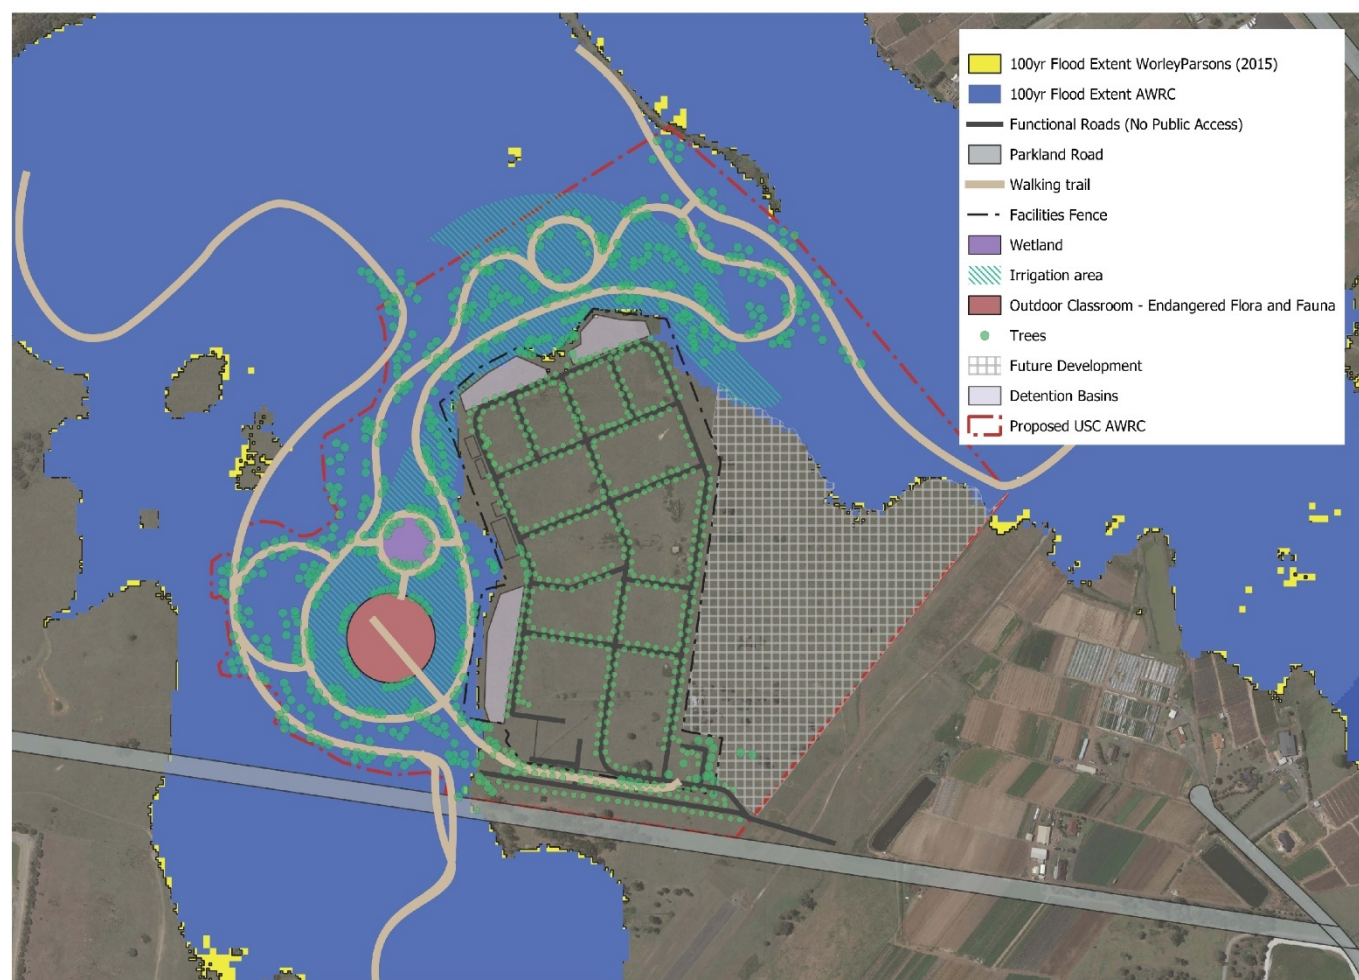 100yr Flood Extent WorleyParsons (2015)
100yr Flood Extent AWRC
Functional Roads (No Public Access)
Parkland Road
Walking trail
Facilities Fence
Wetland
Irrigation area
Outdoor Classroom - Endangered Flora and Fauna
Trees
Future Development
Detention Basins
Proposed USC AWRC